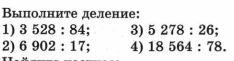 Выполните деление:
1) 3 528 : 84; 3) 5 278 : 26;
2) 6 902 : 17; 4) 18 564 : 78.